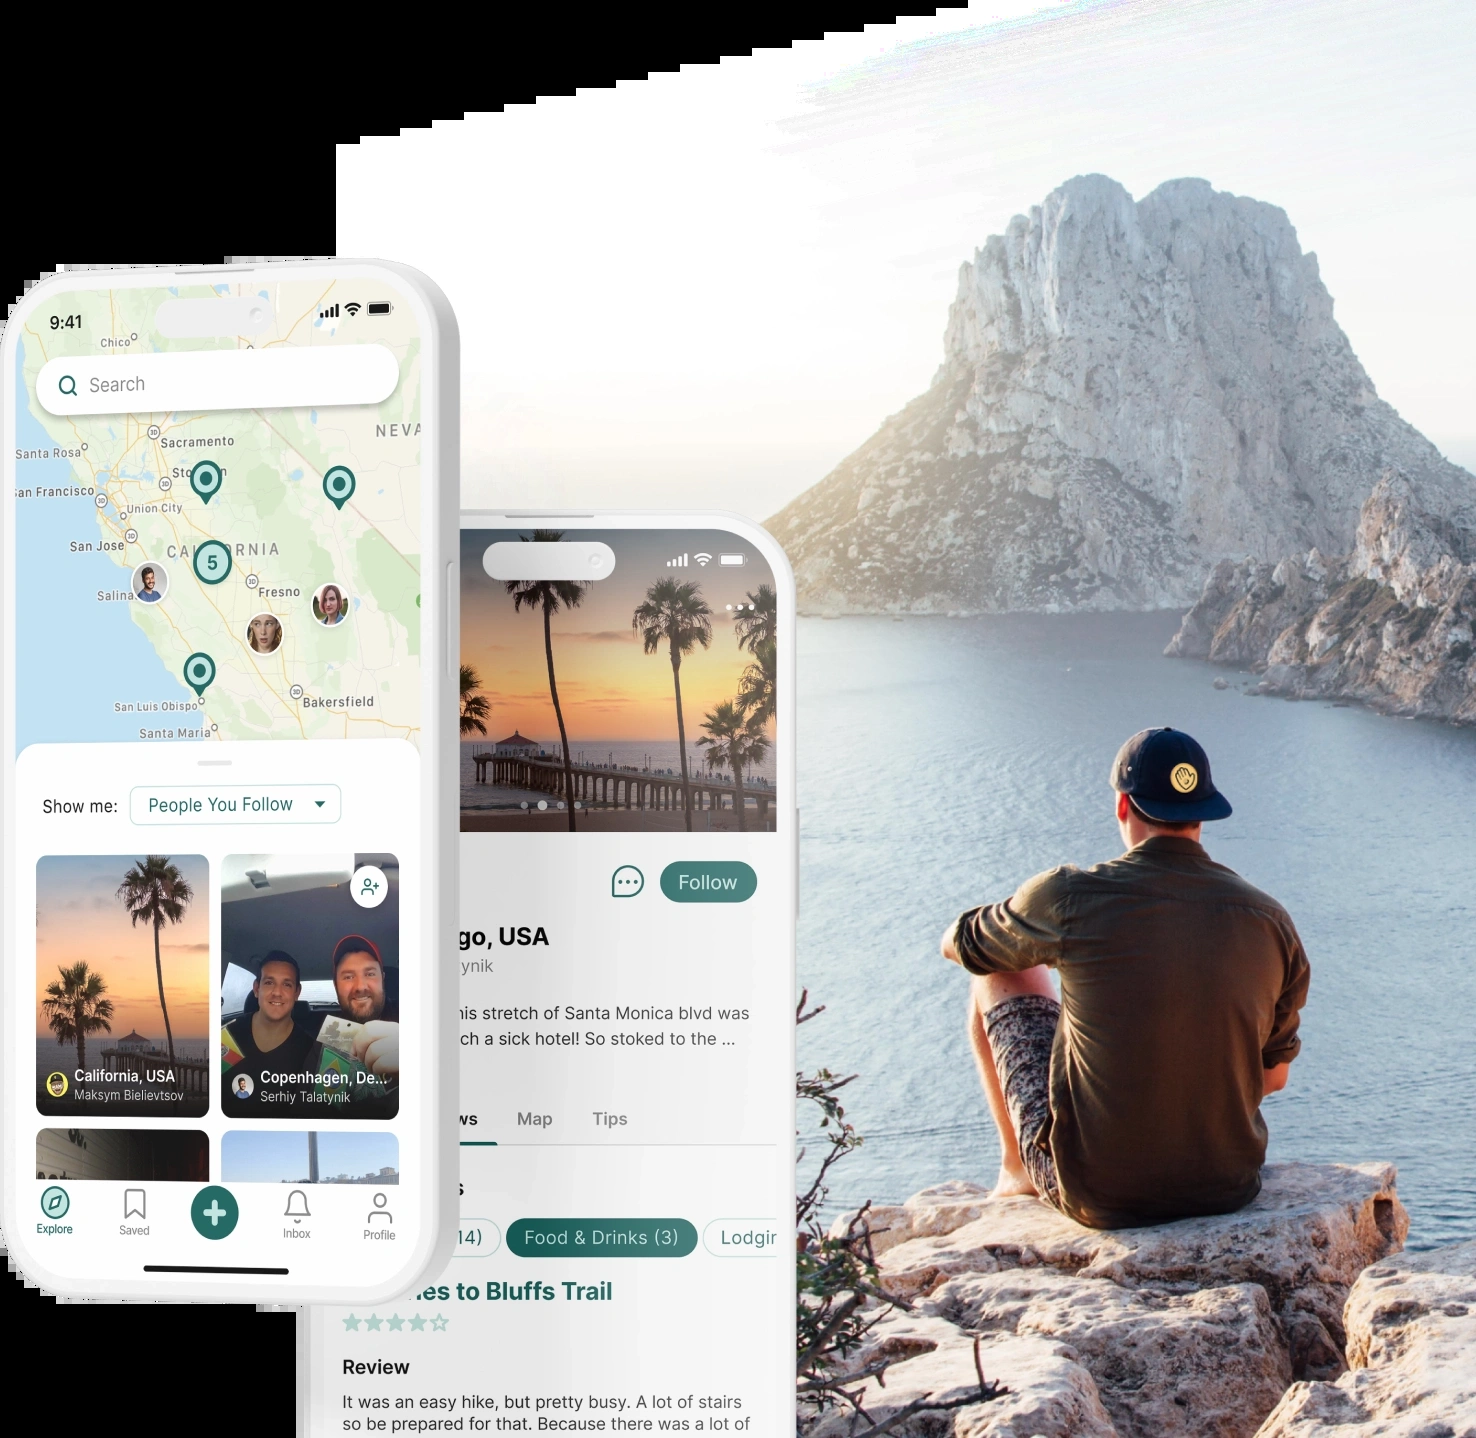 9:41
Chico
Search
Sacramento
NEVA
Santa Rosa
an Francisco
Union City
San Jose
CA RNIA
5
Salina
Fresno
San Luis Obispo
Bakersfield
Santa Maria
Show me:
People You Follow
California, USA
Maksym Bielievtsov
Copenhagen, De...
Serhiy Talatynik
Explore
Saved
Inbox
Profile
Follow
go, USA
ynik
his stretch of Santa Monica blvd was
ch a sick hotel! So stoked to the ...
ws
Map
Tips
s
14)
Food & Drinks (3)
Lodgin
es to Bluffs Trail
Review
It was an easy hike, but pretty busy. A lot of stairs
so be prepared for that. Because there was a lot of